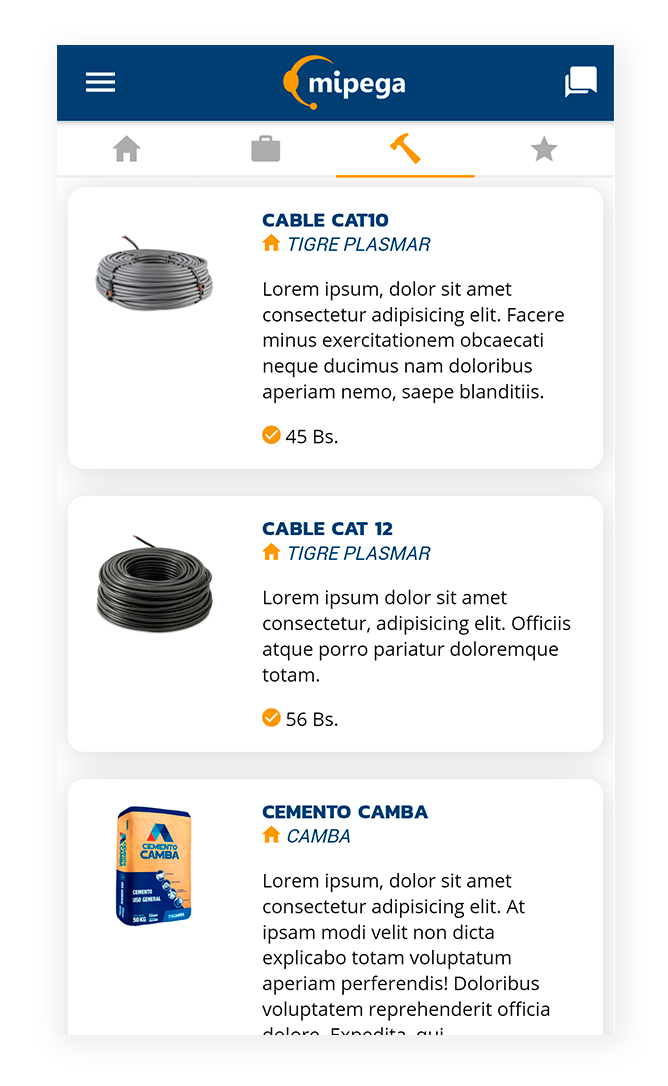 mipega
CABLE CAT10
TIGRE PLASMAR
Lorem ipsum, dolor sit amet
consectetur adipisicing elit. Facere
minus exercitationem obcaecati
neque ducimus nam doloribus
aperiam nemo, saepe blanditiis.
45 Bs.
CABLE CAT 12
TIGRE PLASMAR
Lorem ipsum dolor sit amet
consectetur, adipisicing elit. Officiis
atque porro pariatur doloremque
totam.
56 Bs.
CEMENTO
CAMBA
CEMENTO
USO GENERAL
50 KG
CEMENTO CAMBA
CAMBA
Lorem ipsum, dolor sit amet
consectetur adipisicing elit. At
ipsam modi velit non dicta
explicabo totam voluptatum
aperiam perferendis! Doloribus
voluptatem reprehenderit officia
dolore. Expedita, qui